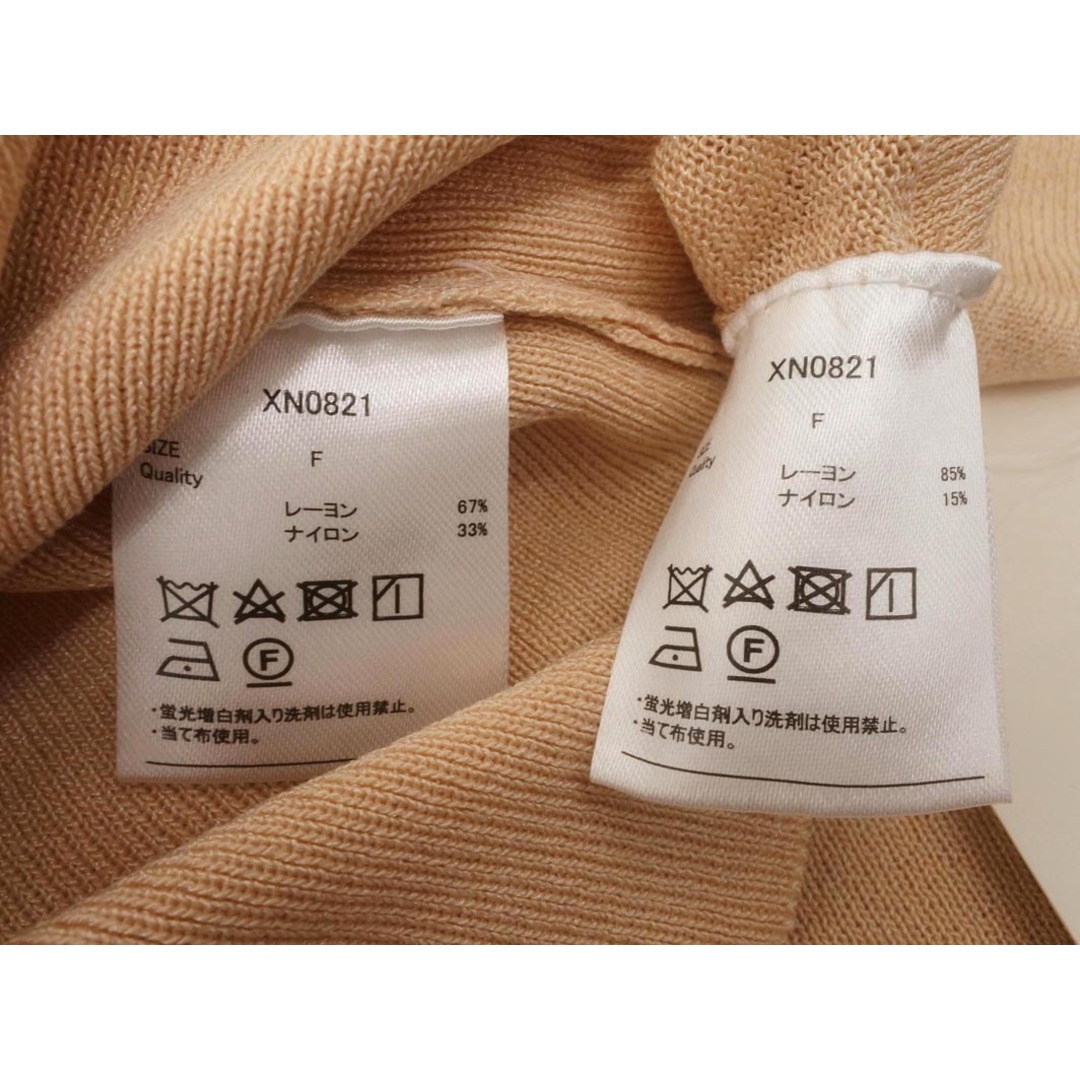 XN0821
SIZE F
Quality
レーヨン 67%
ナイロン 33%
F
・蛍光増白剤入り洗剤は使用禁止。
・当て布使用。
XN0821
F
レーヨン 85%
ナイロン 15%
F
・蛍光増白剤入り洗剤は使用禁止。
・当て布使用。